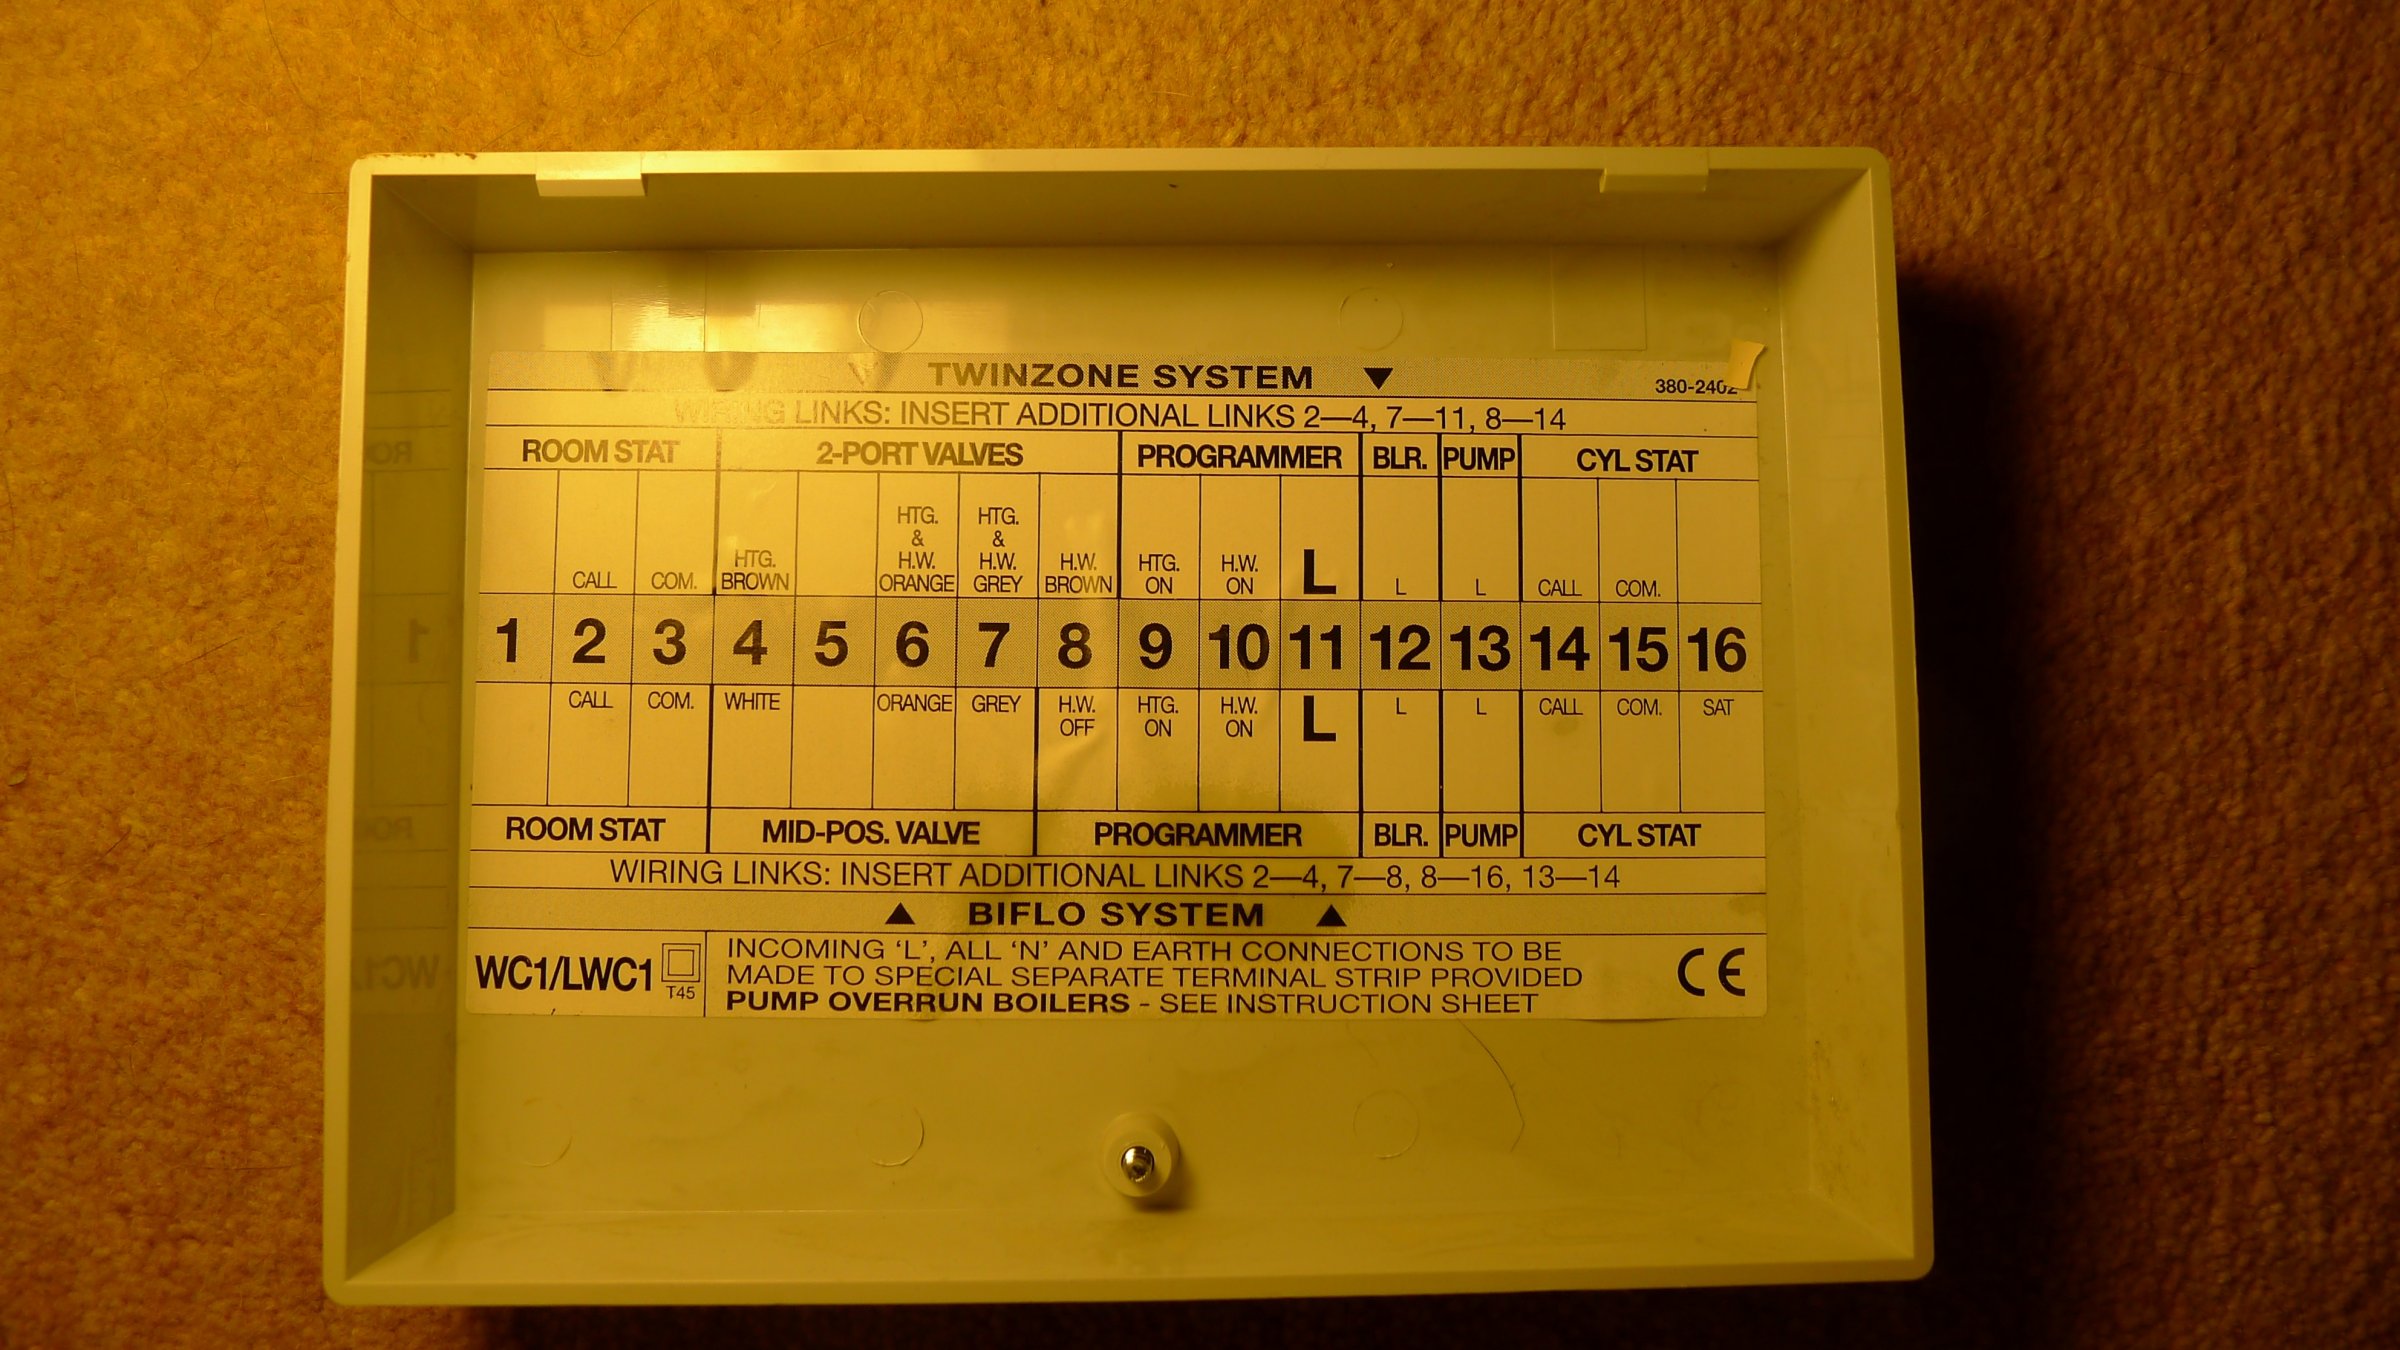 TWINZONE SYSTEM ▼
WIRING LINKS: INSERT ADDITIONAL LINKS 2—4, 7—11, 8—14
ROOM STAT 2-PORT VALVES PROGRAMMER BLR. PUMP CYL STAT
CALL COM. HTG. BROWN HTG. & H.W. ORANGE HTG. & H.W. GREY H.W. BROWN HTG. ON H.W. ON L L L CALL COM.
1 2 3 4 5 6 7 8 9 10 11 12 13 14 15 16
CALL COM. WHITE ORANGE GREY H.W. OFF HTG. ON H.W. ON L L L CALL COM. SAT
ROOM STAT MID-POS. VALVE PROGRAMMER BLR. PUMP CYL STAT
WIRING LINKS: INSERT ADDITIONAL LINKS 2—4, 7—8, 8—16, 13—14
▲ BIFLO SYSTEM ▲
WC1/LWC1 T45
INCOMING ‘L’, ALL ‘N’ AND EARTH CONNECTIONS TO BE
MADE TO SPECIAL SEPARATE TERMINAL STRIP PROVIDED
PUMP OVERRUN BOILERS - SEE INSTRUCTION SHEET
CE